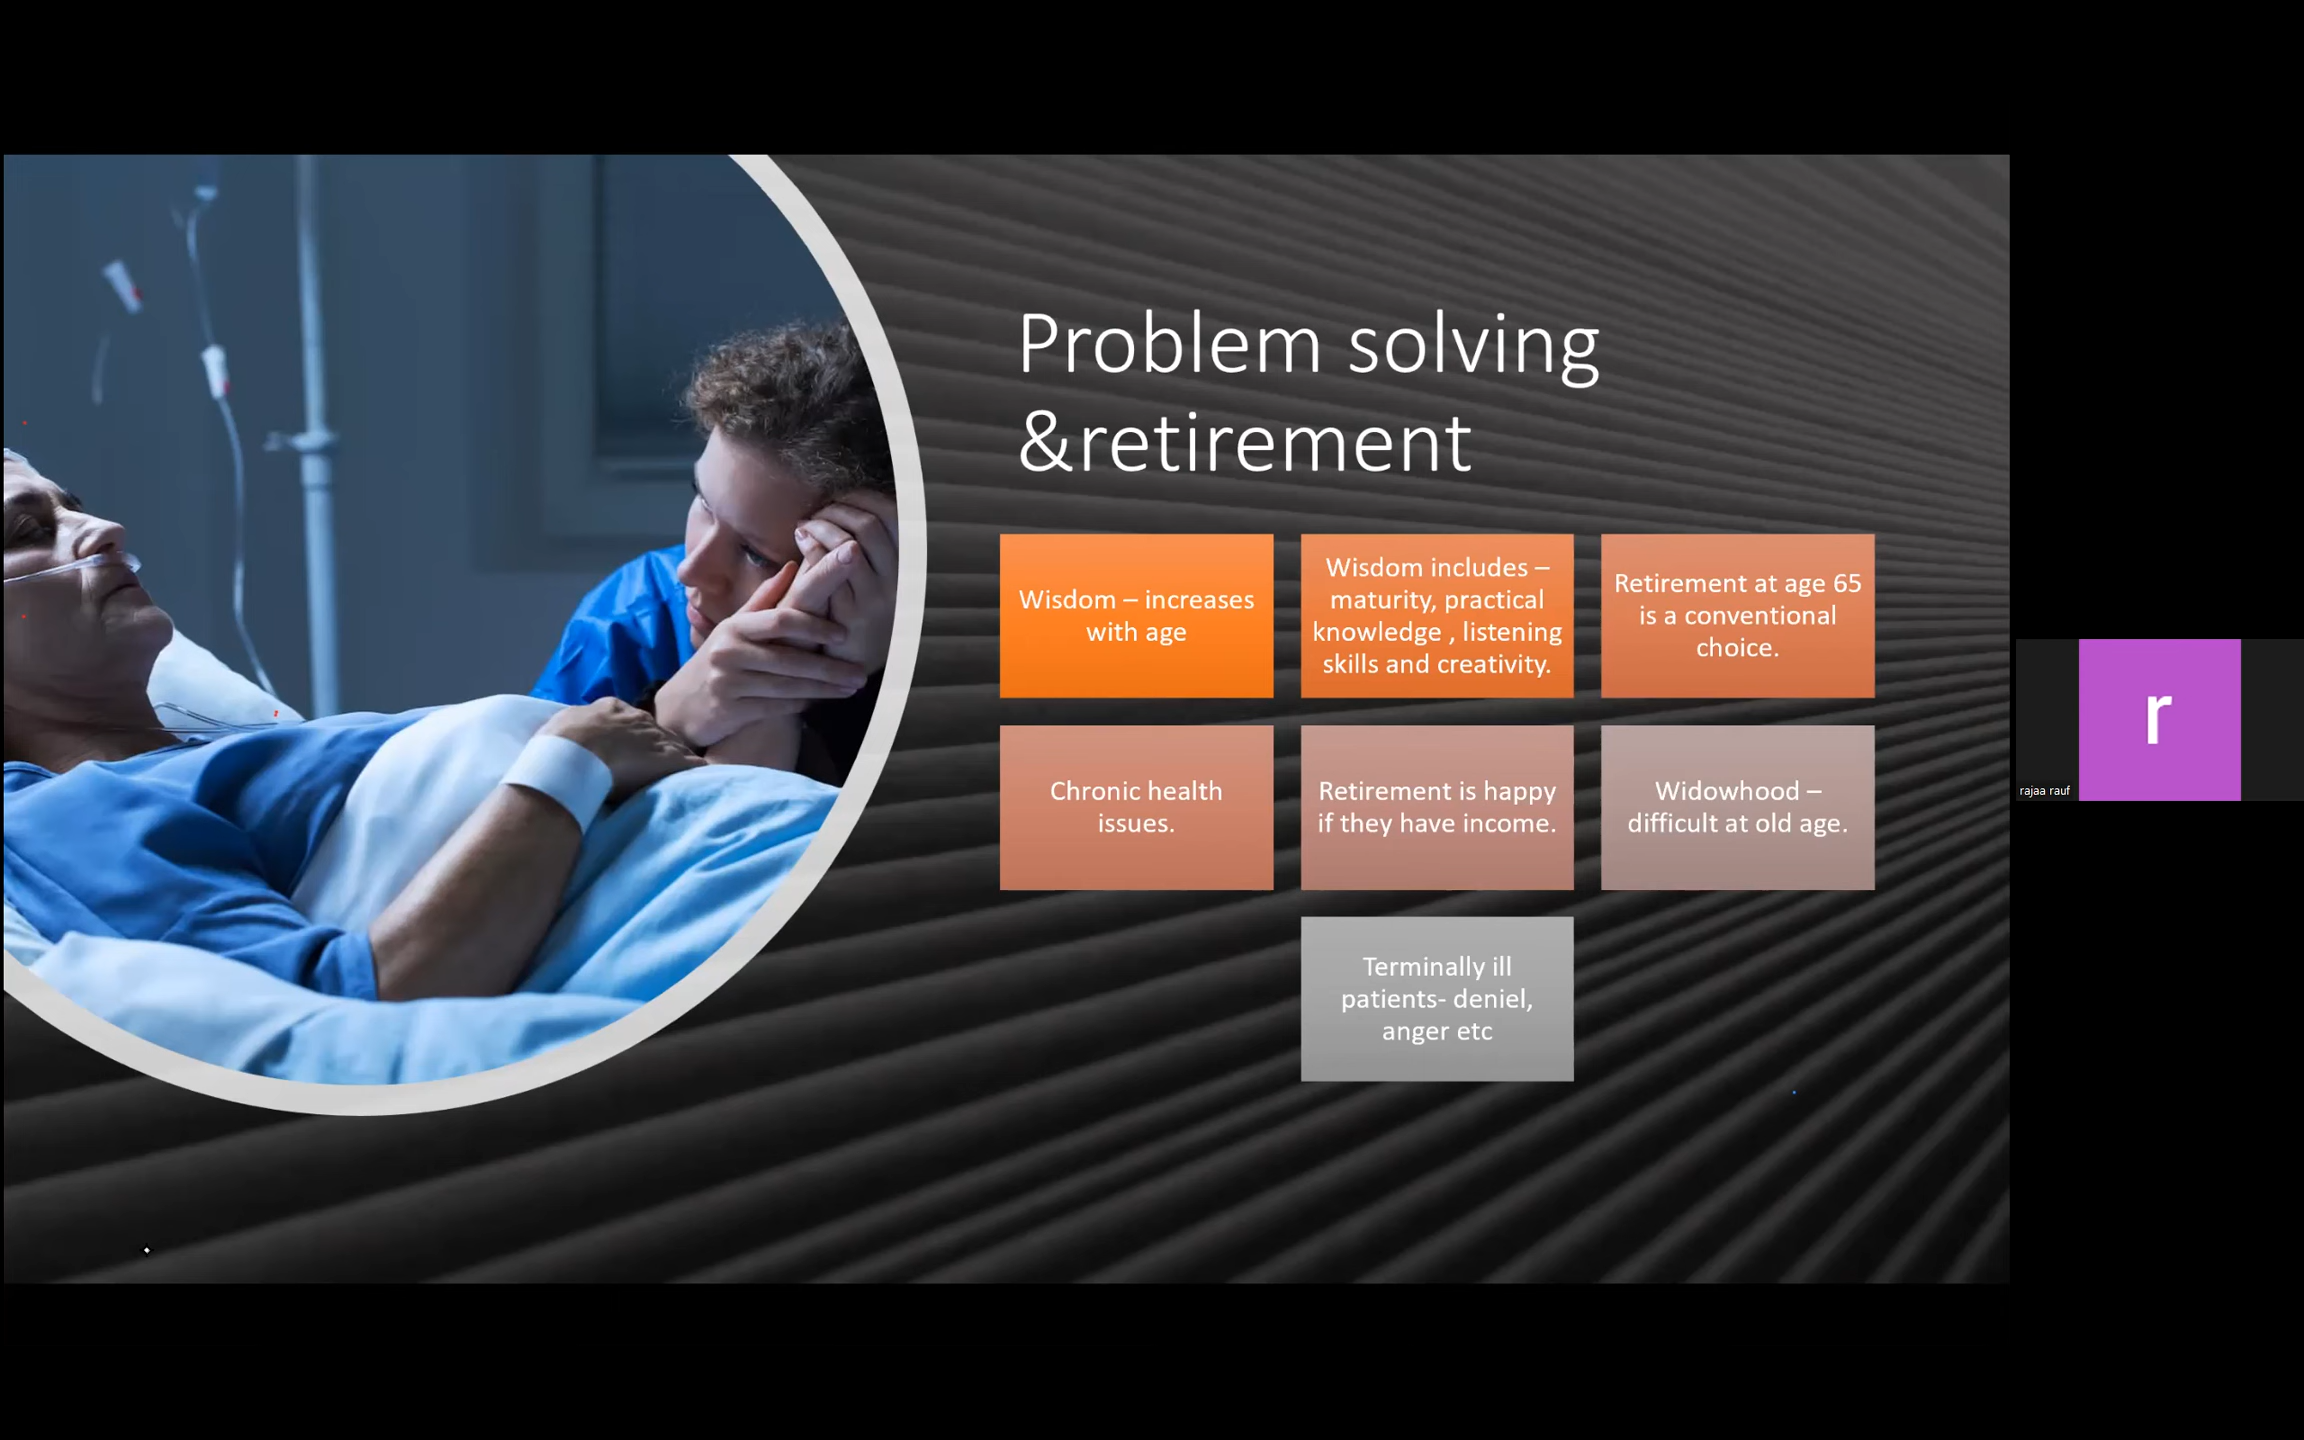 Problem solving
&retirement
Wisdom – increases
with age
Wisdom includes –
maturity, practical
knowledge , listening
skills and creativity.
Retirement at age 65
is a conventional
choice.
Chronic health
issues.
Retirement is happy
if they have income.
Widowhood –
difficult at old age.
Terminally ill
patients- deniel,
anger etc
r
rajaa rauf